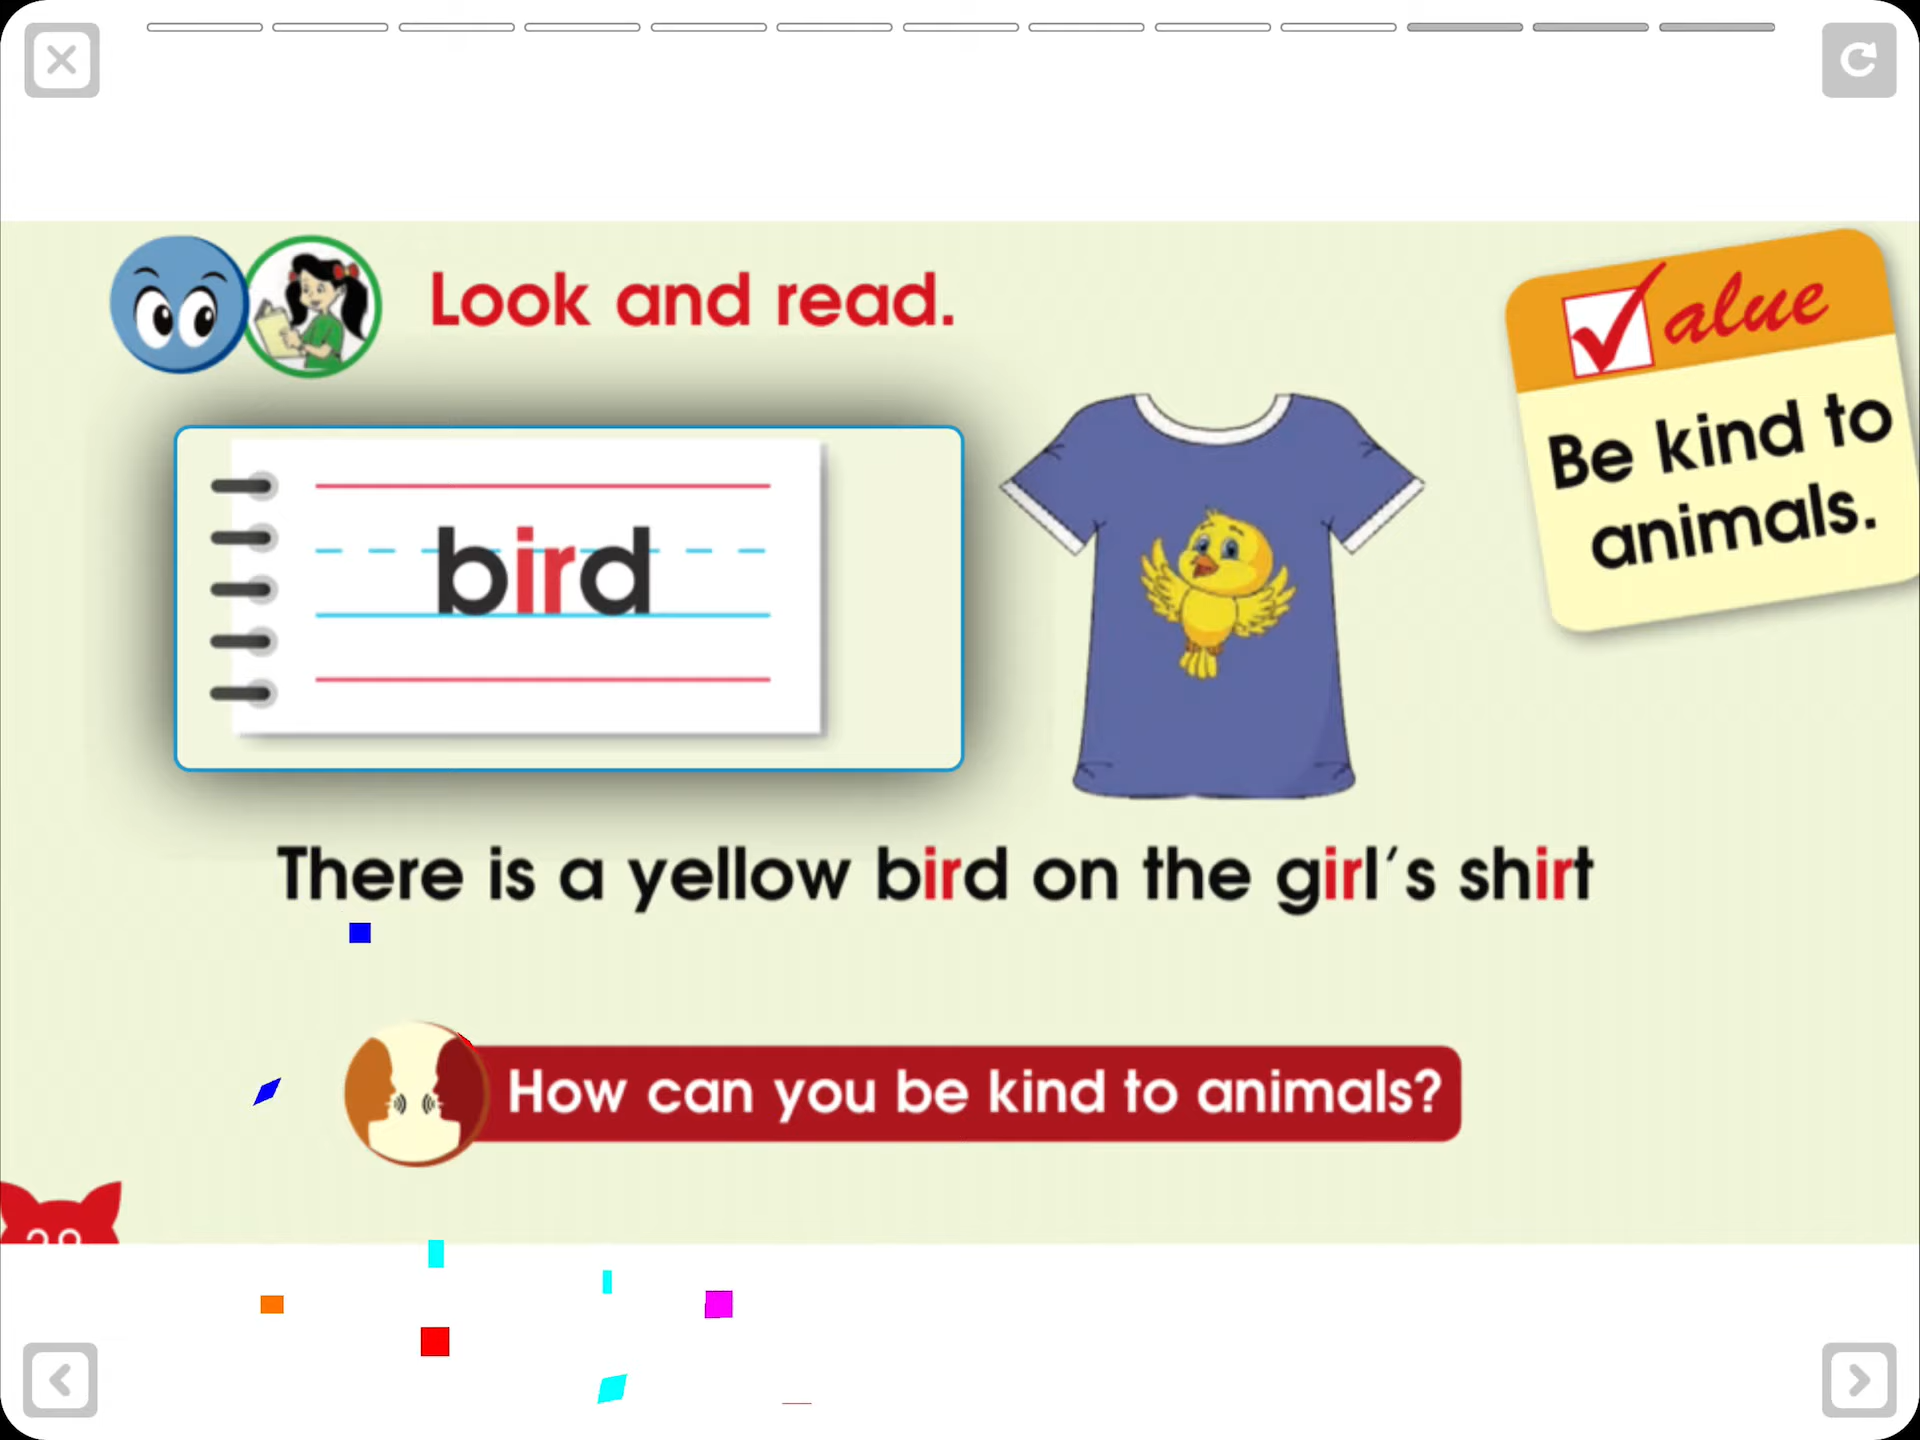 Look and read.
alue
Be kind to
animals.
bird
There is a yellow bird on the girl's shirt
How can you be kind to animals?